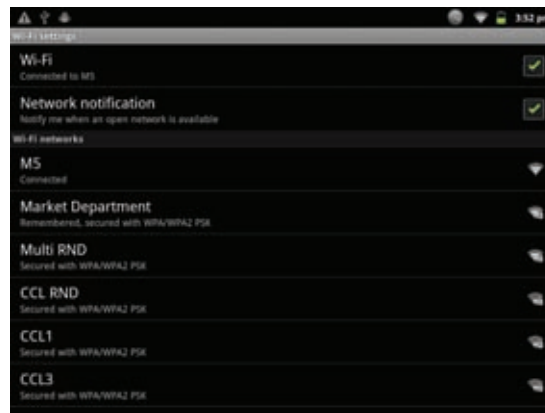 3:52 pm
Wi-Fi settings
Wi-Fi
Connected to M5
Network notification
Notify me when an open network is available
Wi-Fi networks
M5
Connected
Market Department
Remembered, secured with WPA/WPA2 PSK
Multi RND
Secured with WPA/WPA2 PSK
CCL RND
Secured with WPA/WPA2 PSK
CCL1
Secured with WPA/WPA2 PSK
CCL3
Secured with WPA/WPA2 PSK